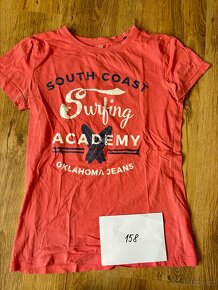 SOUTH COAST
Surfing
ACADEMY
OKLAHOMA JEANS
158